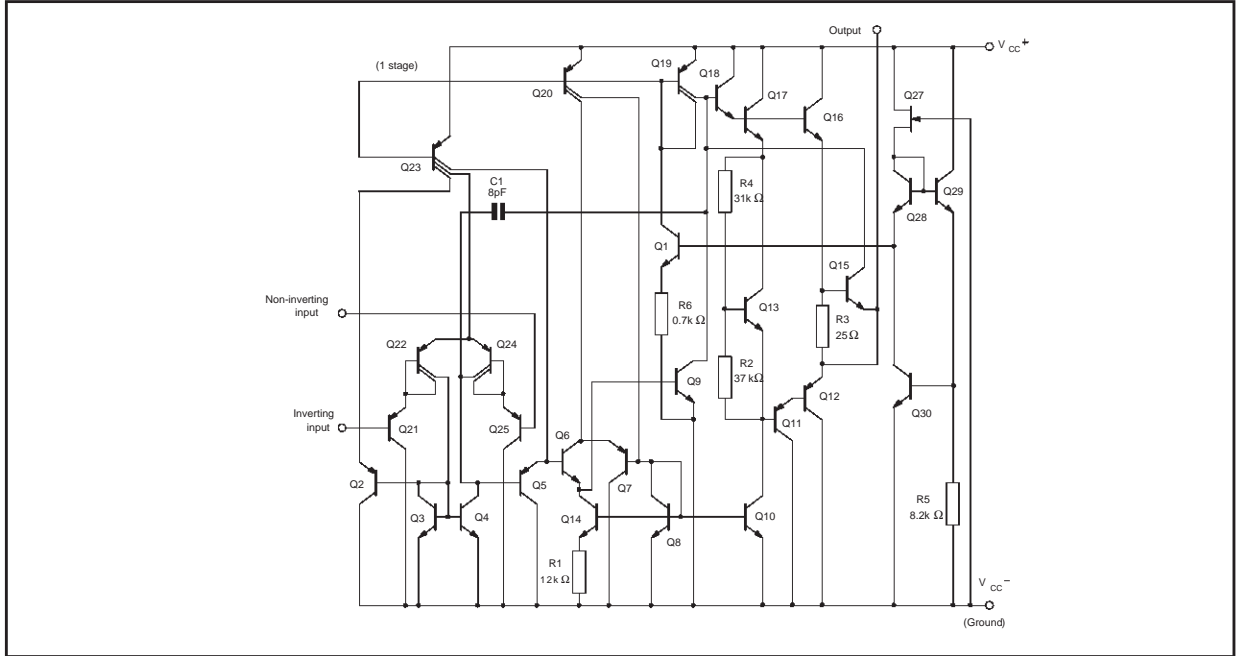 Output
V CC +
(1 stage)
Q19
Q18
Q20
Q17
Q16
Q27
Q23
C1
8pF
R4
31k Ω
Q28
Q29
Q1
Q15
Non-inverting
input
R6
0.7k Ω
Q13
R3
25Ω
Q22
Q24
R2
37 kΩ
Q9
Q12
Inverting
input
Q21
Q25
Q11
Q30
Q6
Q7
Q2
Q5
Q3
Q4
Q14
Q8
Q10
R5
8.2k Ω
R1
12k Ω
V CC –
(Ground)